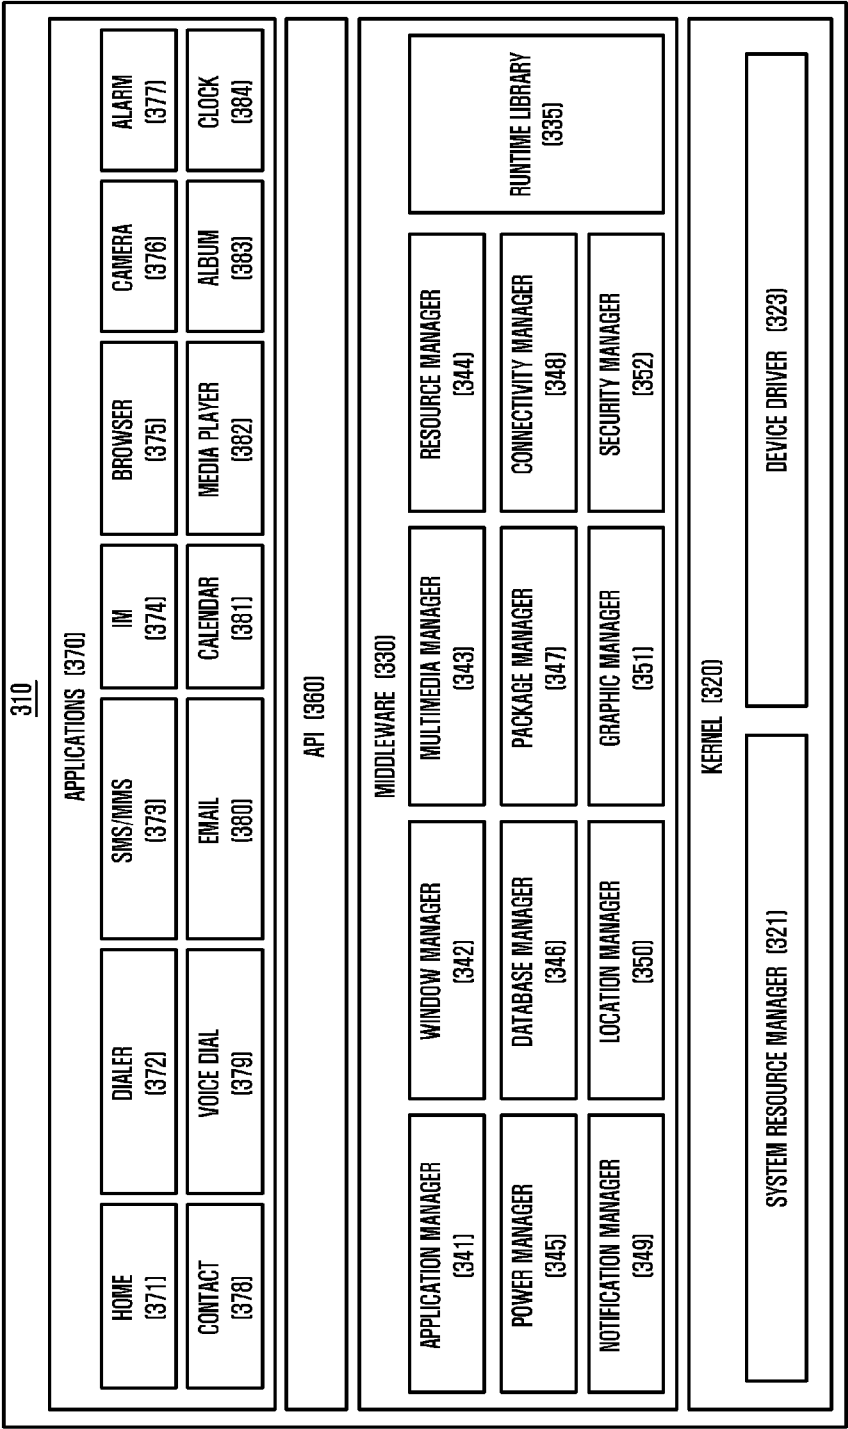 310
APPLICATIONS (370)
HOME
(371)
DIALER
(372)
SMS/MMS
(373)
IM
(374)
BROWSER
(375)
CAMERA
(376)
ALARM
(377)
CONTACT
(378)
VOICE DIAL
(379)
EMAIL
(380)
CALENDAR
(381)
MEDIA PLAYER
(382)
ALBUM
(383)
CLOCK
(384)
API (360)
MIDDLEWARE (330)
APPLICATION MANAGER
(341)
WINDOW MANAGER
(342)
MULTIMEDIA MANAGER
(343)
RESOURCE MANAGER
(344)
POWER MANAGER
(345)
DATABASE MANAGER
(346)
PACKAGE MANAGER
(347)
CONNECTIVITY MANAGER
(348)
NOTIFICATION MANAGER
(349)
LOCATION MANAGER
(350)
GRAPHIC MANAGER
(351)
SECURITY MANAGER
(352)
RUNTIME LIBRARY
(335)
KERNEL (320)
SYSTEM RESOURCE MANAGER (321)
DEVICE DRIVER (323)